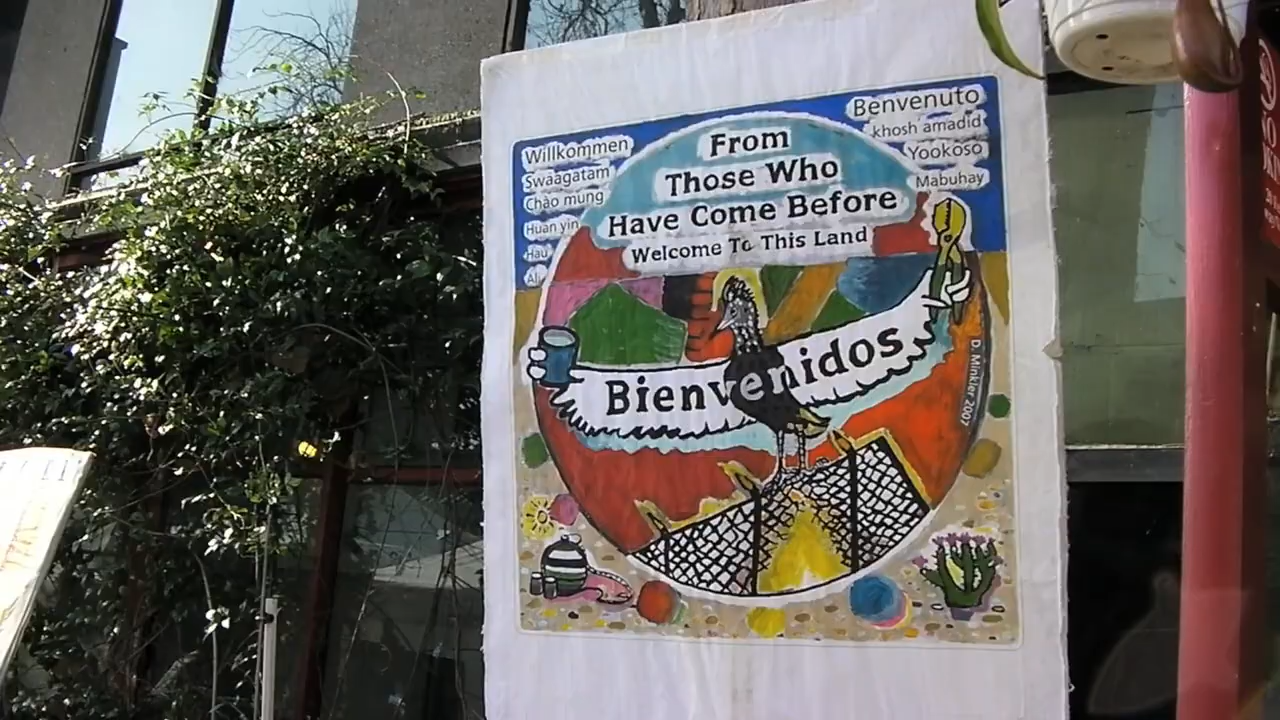 Willkommen
Swaagatam
Chào mung
Huan yin
Hau
From
Those Who
Have Come Before
Welcome To This Land
Benvenuto
khosh amadid
Yookoso
Mabuhay
Bienvenidos
D. Minkler 2007